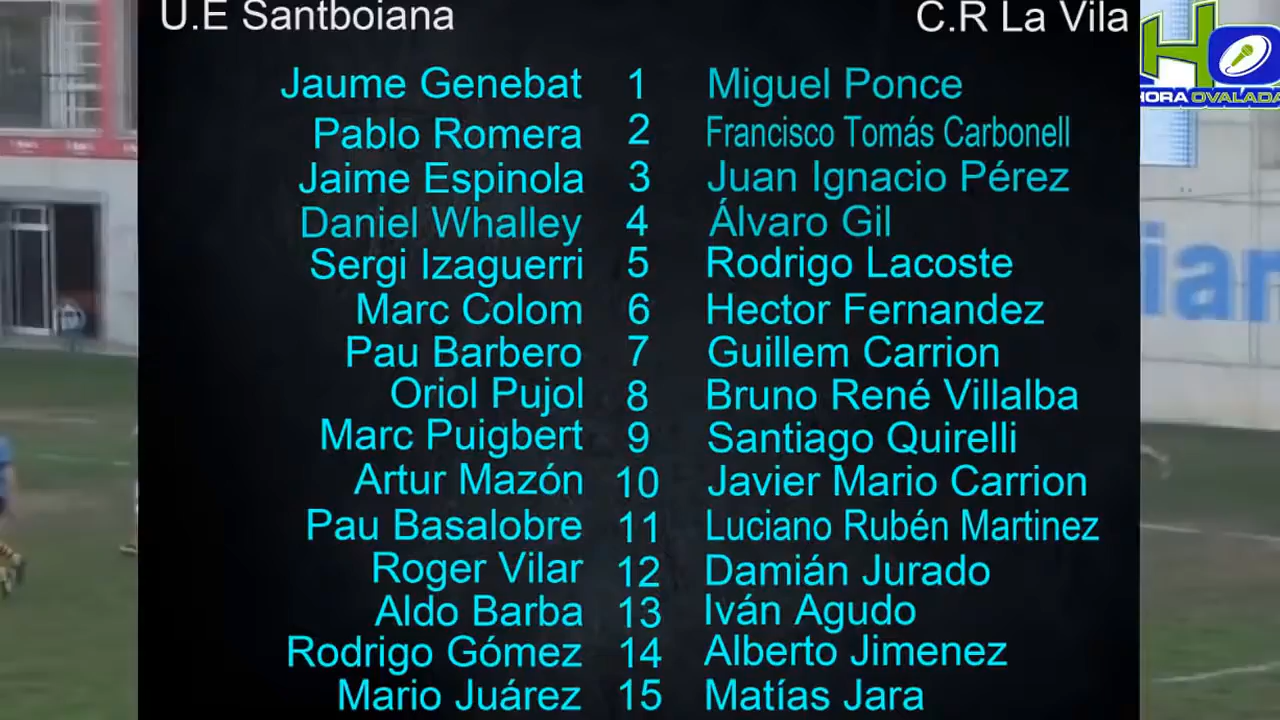 U.E Santboiana C.R La Vila
HORA OVALADA
Jaume Genebat 1 Miguel Ponce
Pablo Romera 2 Francisco Tomás Carbonell
Jaime Espinola 3 Juan Ignacio Pérez
Daniel Whalley 4 Álvaro Gil
Sergi Izaguerri 5 Rodrigo Lacoste
Marc Colom 6 Hector Fernandez
Pau Barbero 7 Guillem Carrion
Oriol Pujol 8 Bruno René Villalba
Marc Puigbert 9 Santiago Quirelli
Artur Mazón 10 Javier Mario Carrion
Pau Basalobre 11 Luciano Rubén Martinez
Roger Vilar 12 Damián Jurado
Aldo Barba 13 Iván Agudo
Rodrigo Gómez 14 Alberto Jimenez
Mario Juárez 15 Matías Jara